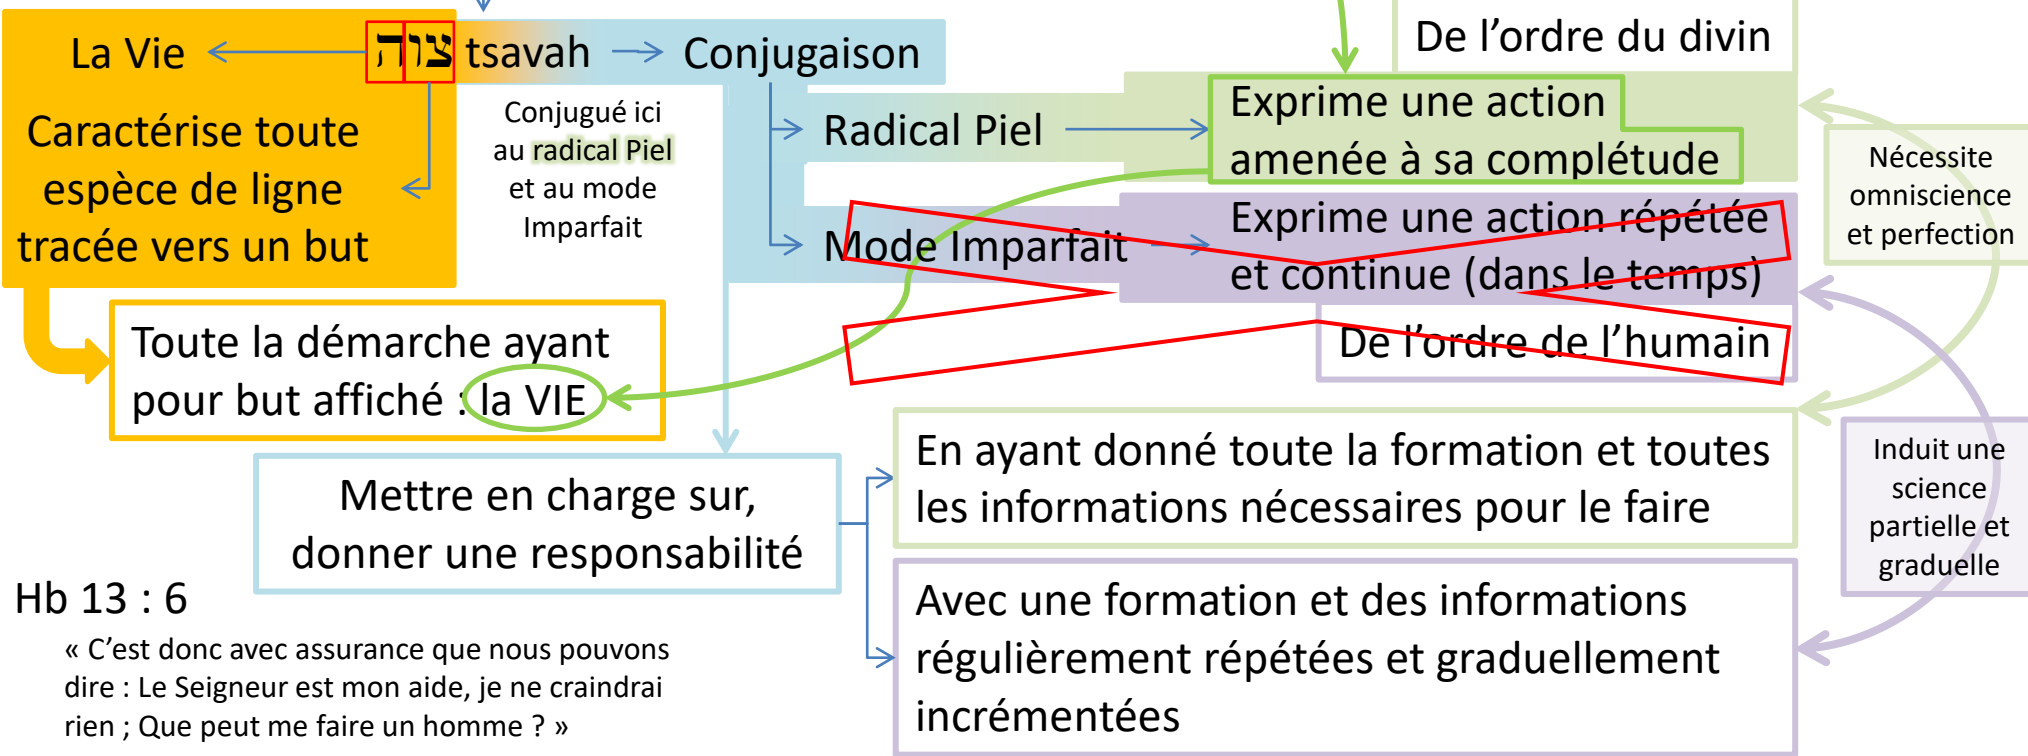 La Vie
צוה tsavah
Conjugaison
De l’ordre du divin
Caractérise toute
espèce de ligne
tracée vers un but
Conjugué ici
au radical Piel
et au mode
Imparfait
Radical Piel
Exprime une action
amenée à sa complétude
Nécessite
omniscience
et perfection
Mode Imparfait
Exprime une action répétée
et continue (dans le temps)
De l’ordre de l’humain
Toute la démarche ayant
pour but affiché : la VIE
Mettre en charge sur,
donner une responsabilité
En ayant donné toute la formation et toutes
les informations nécessaires pour le faire
Induit une
science
partielle et
graduelle
Avec une formation et des informations
régulièrement répétées et graduellement
incrémentées
Hb 13 : 6
« C’est donc avec assurance que nous pouvons
dire : Le Seigneur est mon aide, je ne craindrai
rien ; Que peut me faire un homme ? »